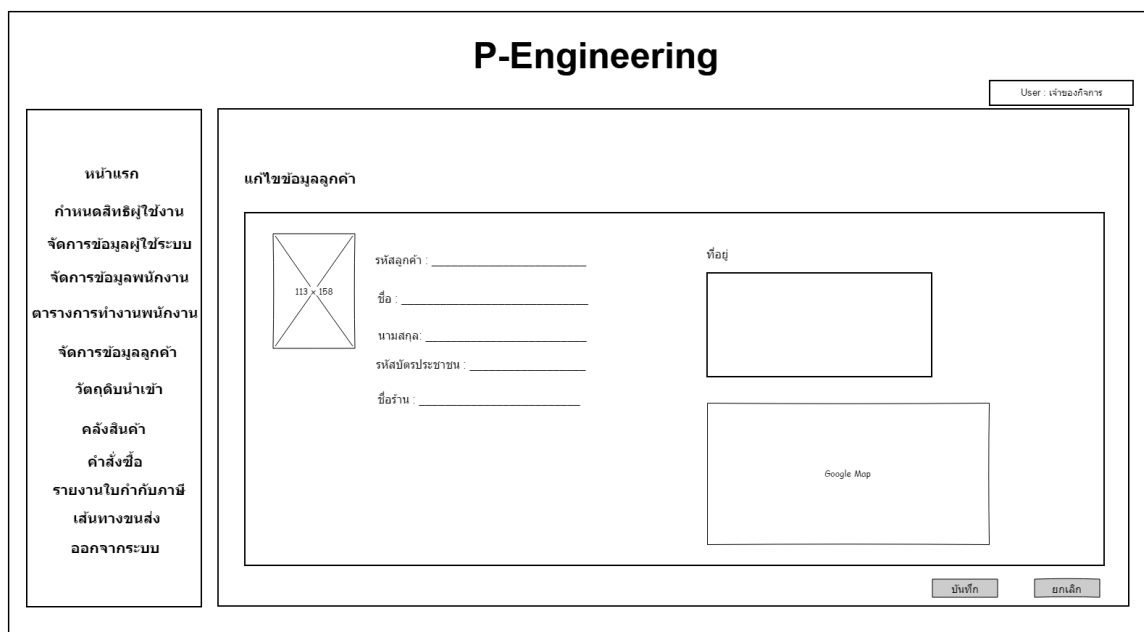 P-Engineering
User : เจ้าของกิจการ
หน้าแรก
กำหนดสิทธิผู้ใช้งาน
จัดการข้อมูลผู้ใช้ระบบ
จัดการข้อมูลพนักงาน
ตารางการทำงานพนักงาน
จัดการข้อมูลลูกค้า
วัตถุดิบนำเข้า
คลังสินค้า
คำสั่งซื้อ
รายงานใบกำกับภาษี
เส้นทางขนส่ง
ออกจากระบบ
แก้ไขข้อมูลลูกค้า
113 × 158
รหัสลูกค้า :
ชื่อ :
นามสกุล:
รหัสบัตรประชาชน :
ชื่อร้าน :
ที่อยู่
Google Map
บันทึก
ยกเลิก